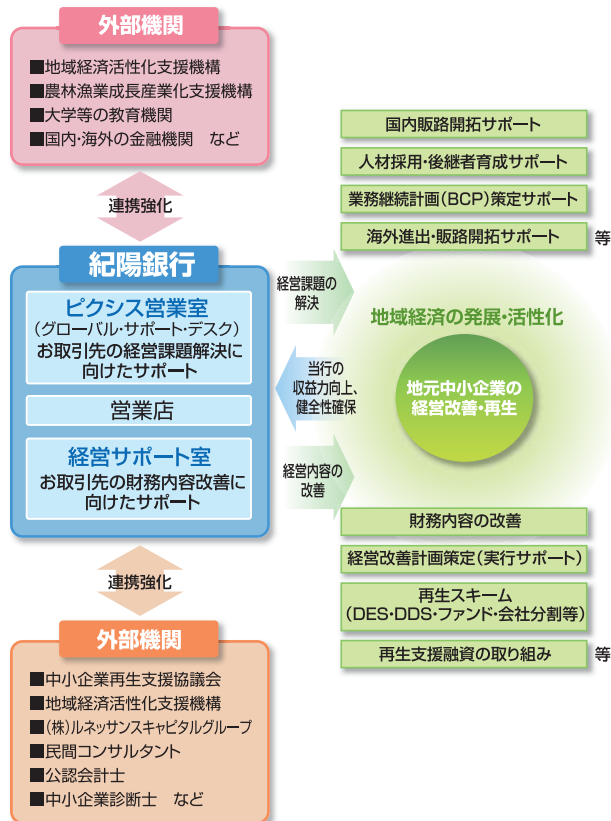 外部機関
■地域経済活性化支援機構
■農林漁業成長産業化支援機構
■大学等の教育機関
■国内・海外の金融機関　など
連携強化
紀陽銀行
ピクシス営業室
（グローバル・サポート・デスク）
お取引先の経営課題解決に
向けたサポート
営業店
経営サポート室
お取引先の財務内容改善に
向けたサポート
連携強化
外部機関
■中小企業再生支援協議会
■地域経済活性化支援機構
■（株）ルネッサンスキャピタルグループ
■民間コンサルタント
■公認会計士
■中小企業診断士　など
経営課題の
解決
当行の
収益力向上、
健全性確保
経営内容の
改善
国内販路開拓サポート
人材採用・後継者育成サポート
業務継続計画（BCP）策定サポート
海外進出・販路開拓サポート　等
地域経済の発展・活性化
地元中小企業の
経営改善・再生
財務内容の改善
経営改善計画策定（実行サポート）
再生スキーム
（DES・DDS・ファンド・会社分割等）
再生支援融資の取り組み　等